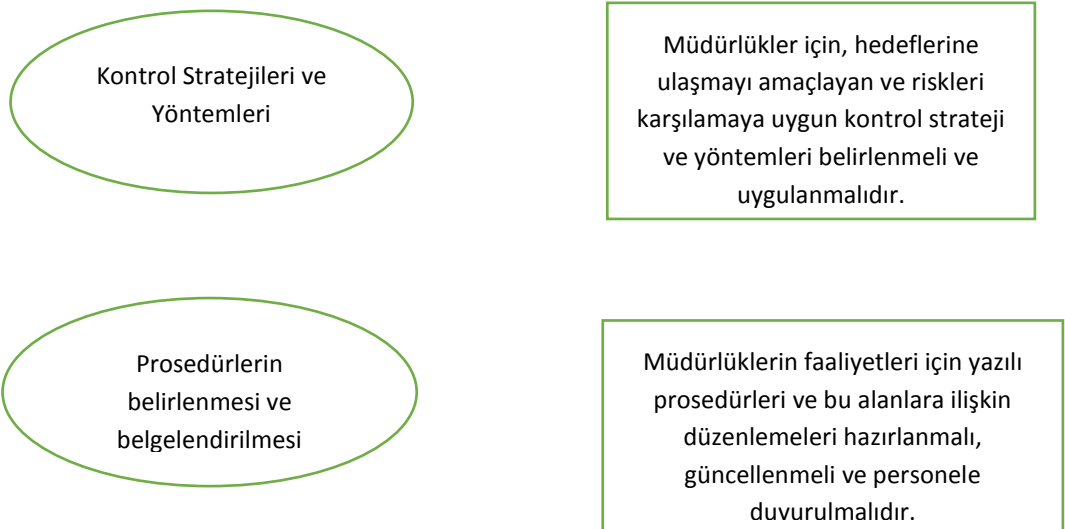 Kontrol Stratejileri ve
Yöntemleri
Müdürlükler için, hedeflerine
ulaşmayı amaçlayan ve riskleri
karşılamaya uygun kontrol strateji
ve yöntemleri belirlenmeli ve
uygulanmalıdır.
Prosedürlerin
belirlenmesi ve
belgelendirilmesi
Müdürlüklerin faaliyetleri için yazılı
prosedürleri ve bu alanlara ilişkin
düzenlemeleri hazırlanmalı,
güncellenmeli ve personele
duyurulmalıdır.